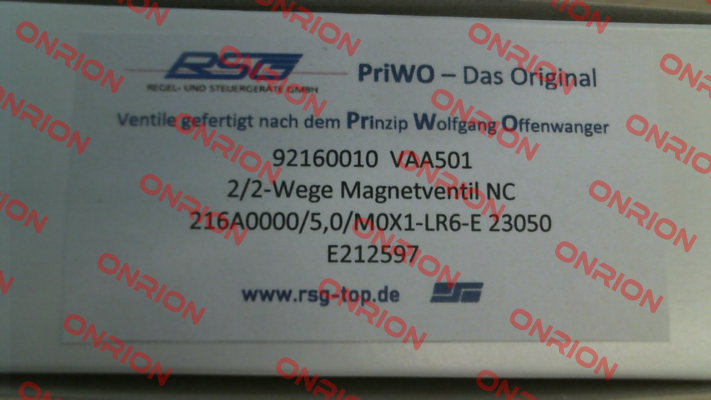 RSG
REGEL- UND STEUERGERÄTE GMBH
PriWO – Das Original
Ventile gefertigt nach dem Prinzip Wolfgang Offenwanger
92160010 VAA501
2/2-Wege Magnetventil NC
216A0000/5,0/M0X1-LR6-E 23050
E212597
www.rsg-top.de
ONRION